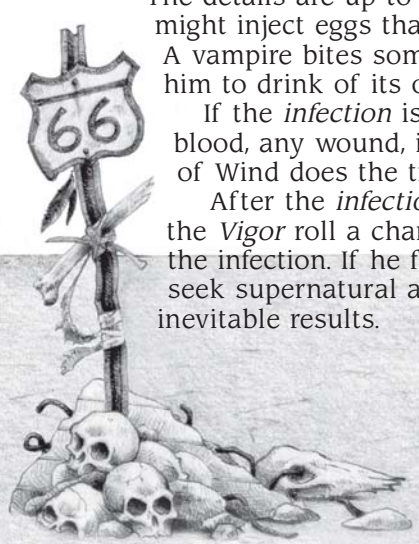 The details are up to
might inject eggs tha
A vampire bites som
him to drink of its o
If the infection is
blood, any wound, i
of Wind does the t
After the infectio
the Vigor roll a char
the infection. If he f
seek supernatural a
inevitable results.
66